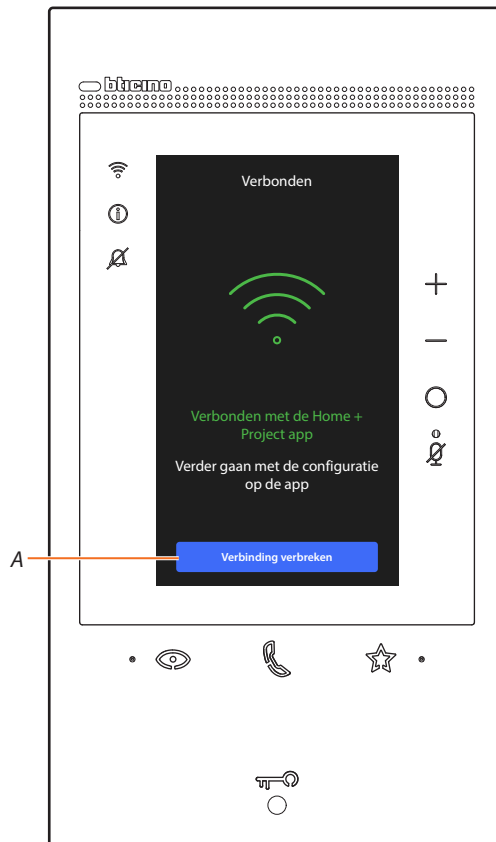 bticino
Verbonden
Verbonden met de Home +
Project app
Verder gaan met de configuratie
op de app
A
Verbinding verbreken